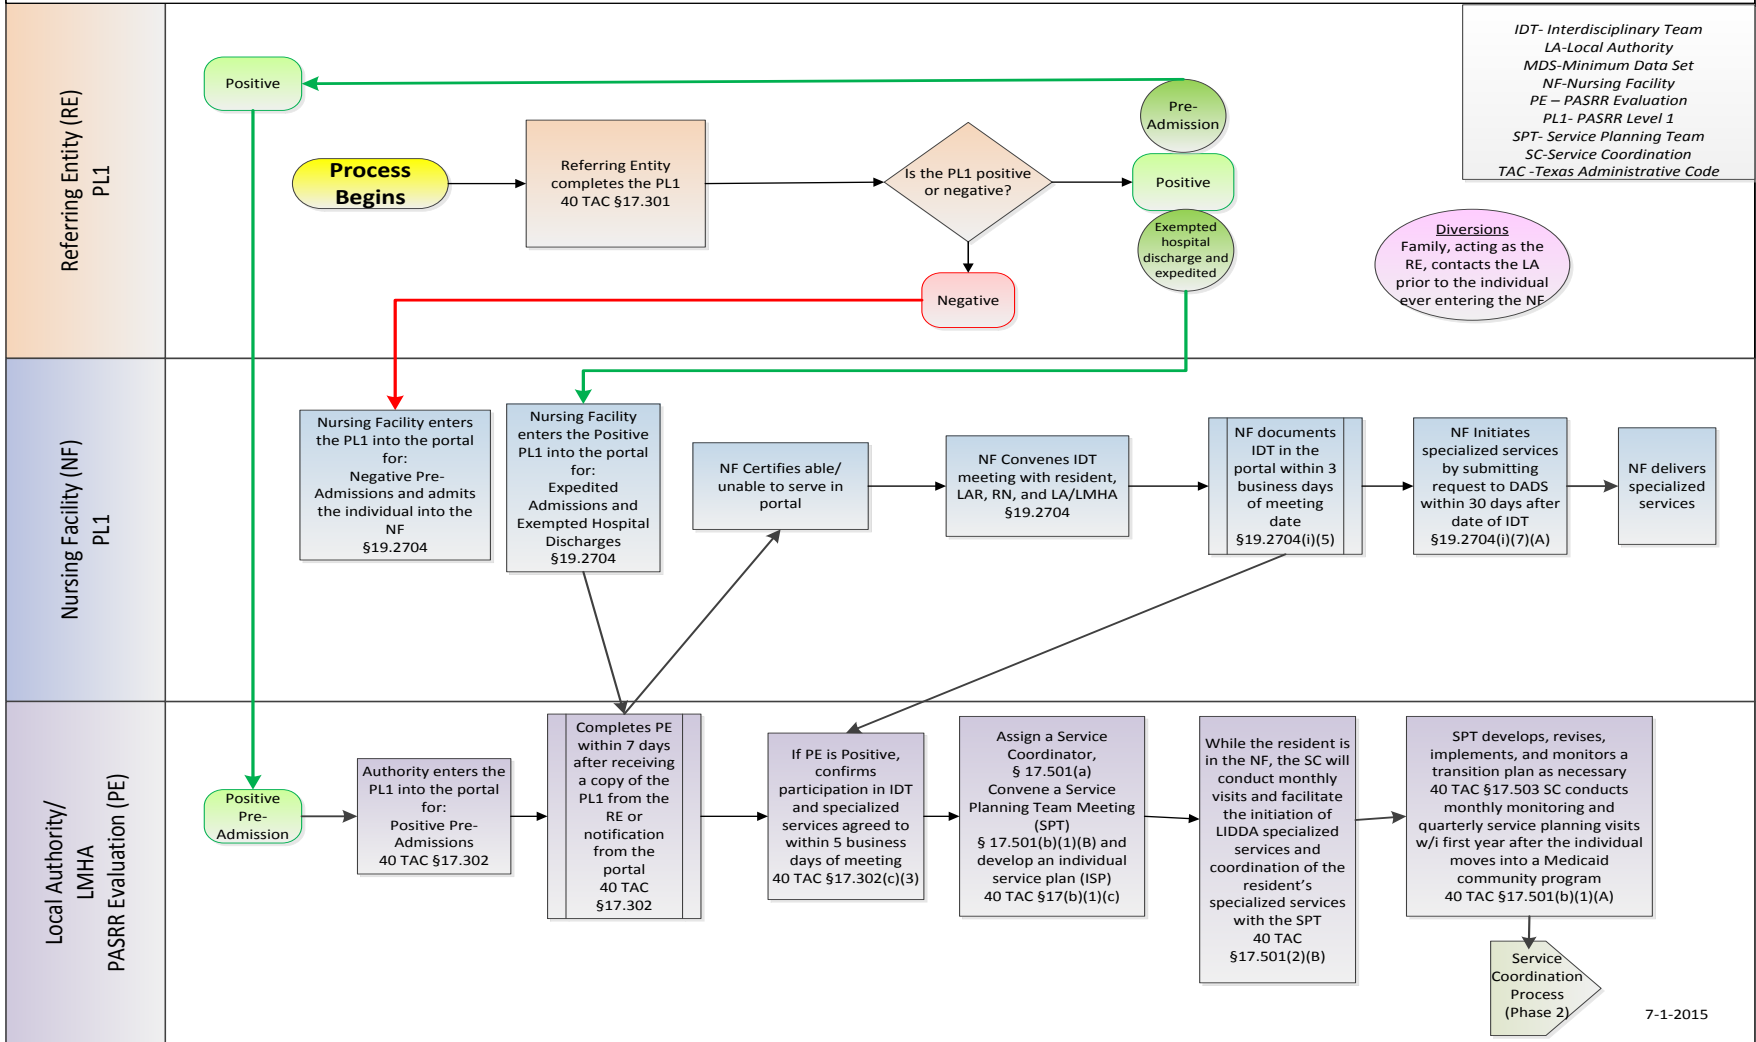 IDT- Interdisciplinary Team
LA-Local Authority
MDS-Minimum Data Set
NF-Nursing Facility
PE – PASRR Evaluation
PL1- PASRR Level 1
SPT- Service Planning Team
SC-Service Coordination
TAC -Texas Administrative Code
Referring Entity (RE)
PL1
Positive
Process
Begins
Referring Entity
completes the PL1
40 TAC §17.301
Is the PL1 positive
or negative?
Pre-
Admission
Positive
Exempted
hospital
discharge and
expedited
Negative
Diversions
Family, acting as the
RE, contacts the LA
prior to the individual
ever entering the NF
Nursing Facility (NF)
PL1
Nursing Facility enters
the PL1 into the portal
for:
Negative Pre-
Admissions and admits
the individual into the
NF
§19.2704
Nursing Facility
enters the Positive
PL1 into the portal
for:
Expedited
Admissions and
Exempted Hospital
Discharges
§19.2704
NF Certifies able/
unable to serve in
portal
NF Convenes IDT
meeting with resident,
LAR, RN, and LA/LMHA
§19.2704
NF documents
IDT in the
portal within 3
business days
of meeting
date
§19.2704(i)(5)
NF Initiates
specialized services
by submitting
request to DADS
within 30 days after
date of IDT
§19.2704(i)(7)(A)
NF delivers
specialized
services
Local Authority/
LMHA
PASRR Evaluation (PE)
Positive
Pre-
Admission
Authority enters the
PL1 into the portal
for:
Positive Pre-
Admissions
40 TAC §17.302
Completes PE
within 7 days
after receiving
a copy of the
PL1 from the
RE or
notification
from the
portal
40 TAC
§17.302
If PE is Positive,
confirms
participation in IDT
and specialized
services agreed to
within 5 business
days of meeting
40 TAC §17.302(c)(3)
Assign a Service
Coordinator,
§ 17.501(a)
Convene a Service
Planning Team Meeting
(SPT)
§ 17.501(b)(1)(B) and
develop an individual
service plan (ISP)
40 TAC §17(b)(1)(c)
While the resident is
in the NF, the SC will
conduct monthly
visits and facilitate
the initiation of
LIDDA specialized
services and
coordination of the
resident’s
specialized services
with the SPT
40 TAC
§17.501(2)(B)
SPT develops, revises,
implements, and monitors a
transition plan as necessary
40 TAC §17.503 SC conducts
monthly monitoring and
quarterly service planning visits
w/i first year after the individual
moves into a Medicaid
community program
40 TAC §17.501(b)(1)(A)
Service
Coordination
Process
(Phase 2)
7-1-2015